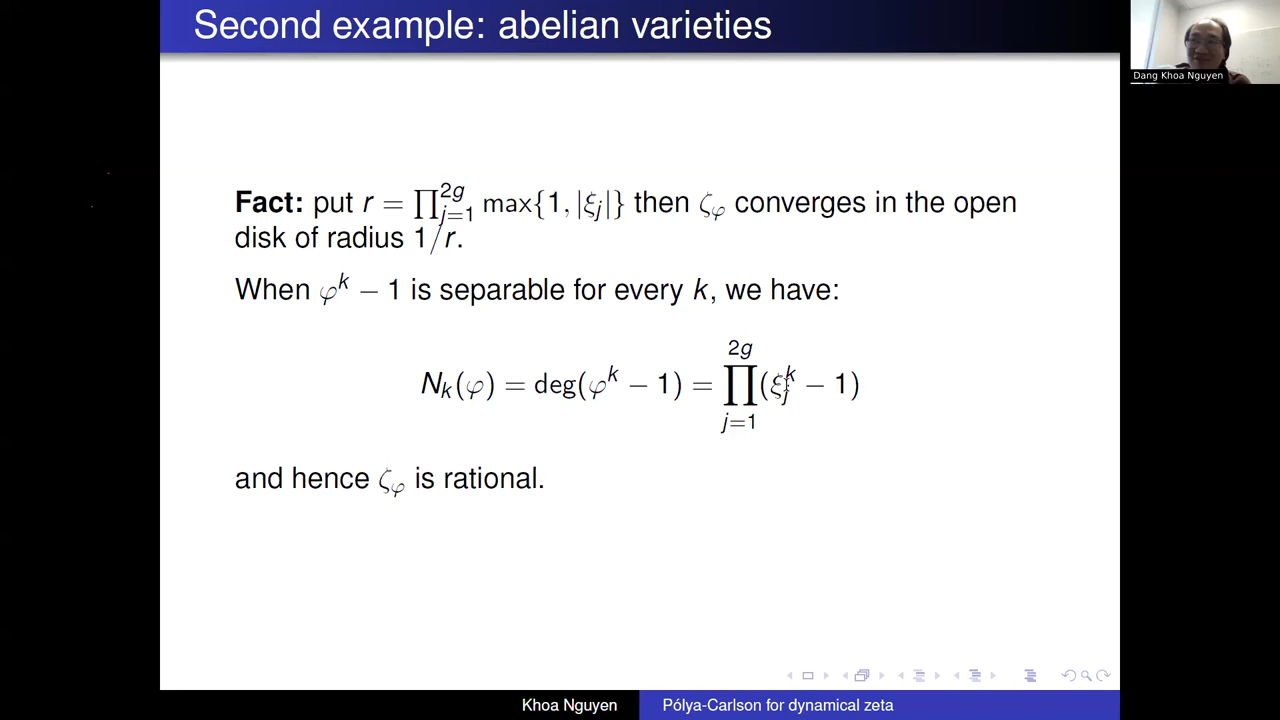 Second example: abelian varieties
Dang Khoa Nguyen
Fact: put r = ∏_{j=1}^{2g} max{1, |ξ_j|} then ζ_φ converges in the open
disk of radius 1/r.
When φ^k − 1 is separable for every k, we have:
N_k(φ) = deg(φ^k − 1) = ∏_{j=1}^{2g} (ξ_j^k − 1)
and hence ζ_φ is rational.
Khoa Nguyen
Pólya-Carlson for dynamical zeta